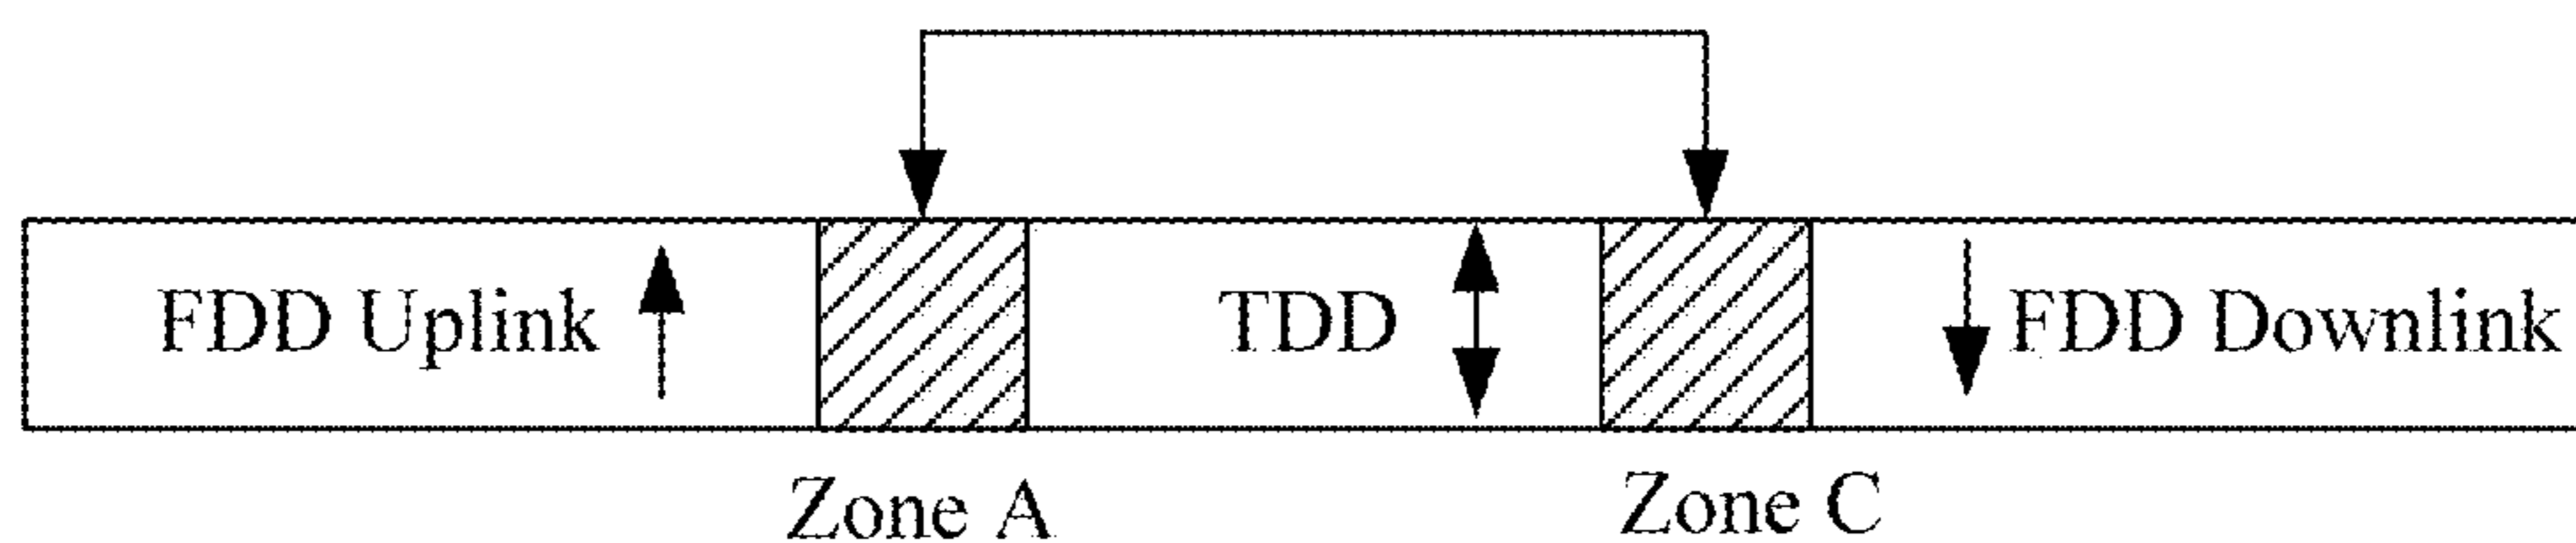 FDD Uplink
TDD
FDD Downlink
Zone A
Zone C